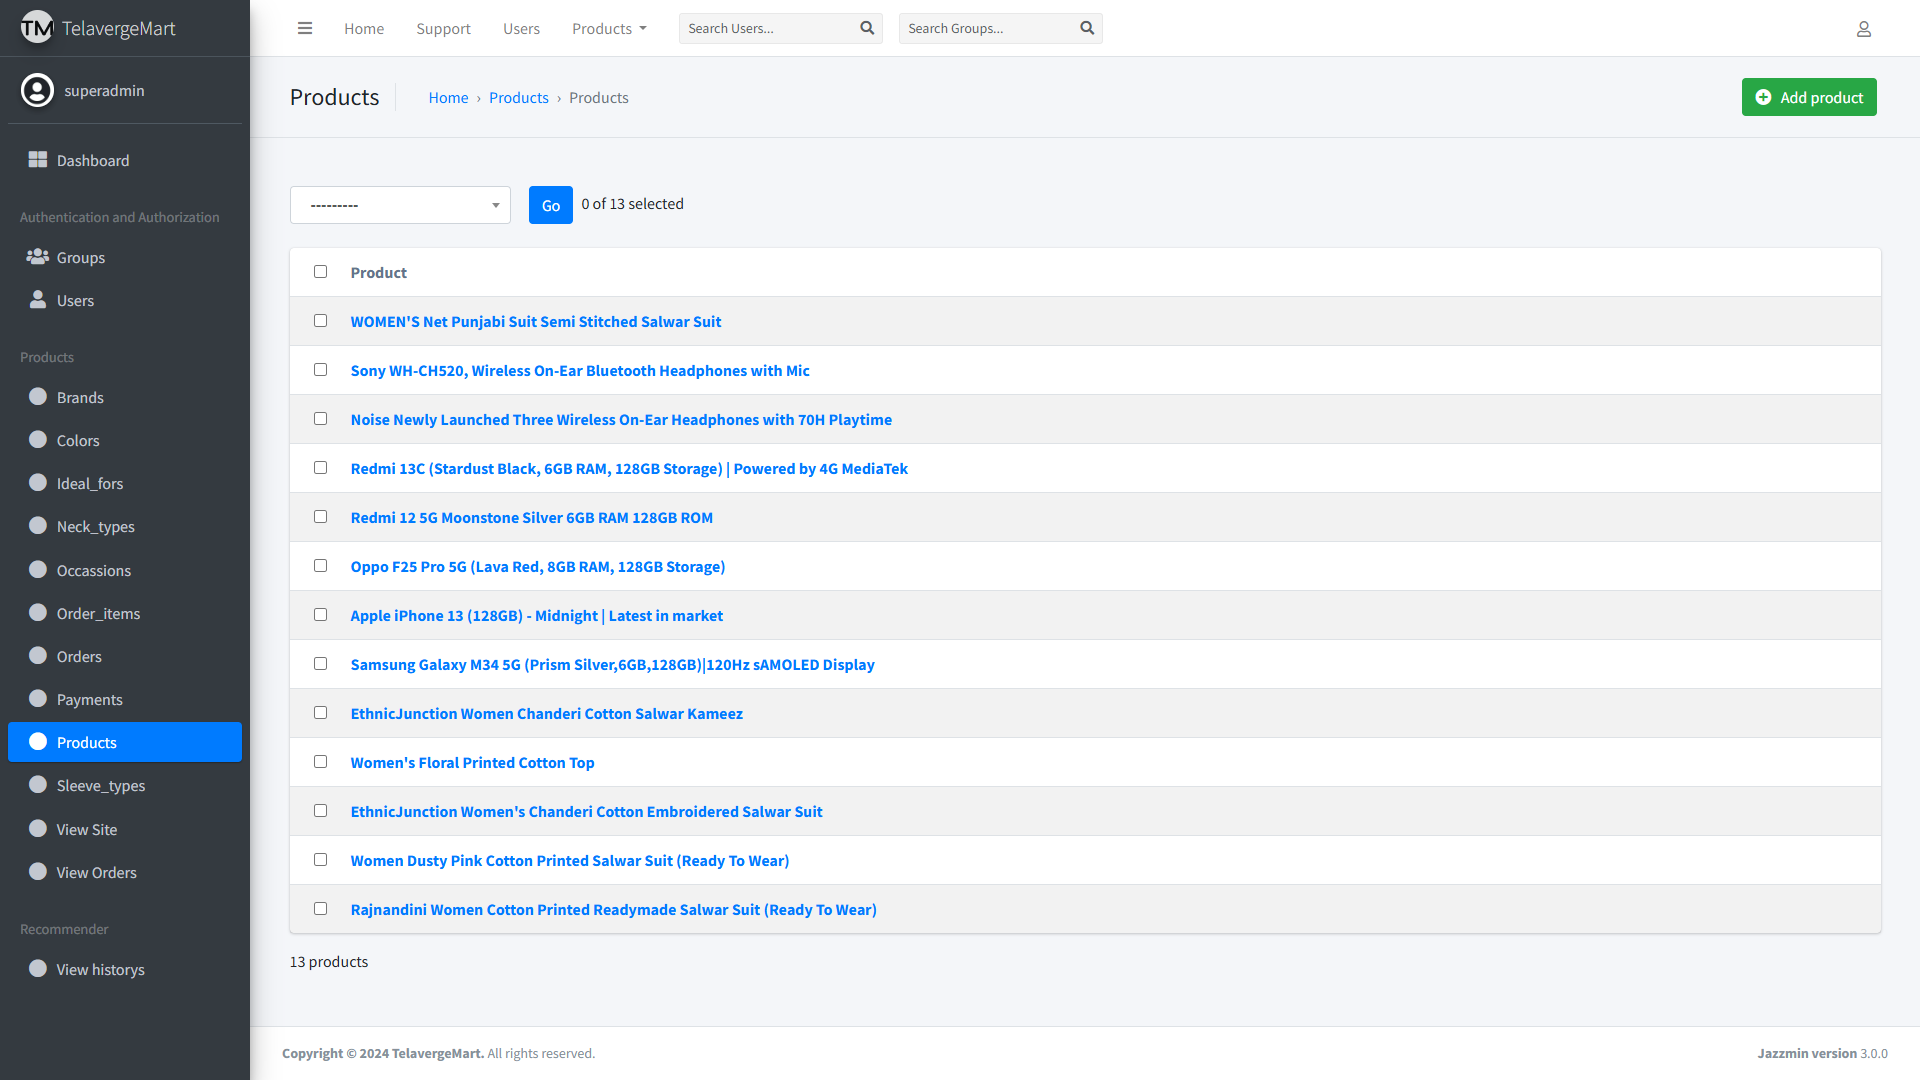 TM TelavergeMart
superadmin
Dashboard
Authentication and Authorization
Groups
Users
Products
Brands
Colors
Ideal_fors
Neck_types
Occassions
Order_items
Orders
Payments
Products
Sleeve_types
View Site
View Orders
Recommender
View historys
Home Support Users Products Search Users... Search Groups...
Products Home › Products › Products Add product
--------- Go 0 of 13 selected
Product
WOMEN'S Net Punjabi Suit Semi Stitched Salwar Suit
Sony WH-CH520, Wireless On-Ear Bluetooth Headphones with Mic
Noise Newly Launched Three Wireless On-Ear Headphones with 70H Playtime
Redmi 13C (Stardust Black, 6GB RAM, 128GB Storage) | Powered by 4G MediaTek
Redmi 12 5G Moonstone Silver 6GB RAM 128GB ROM
Oppo F25 Pro 5G (Lava Red, 8GB RAM, 128GB Storage)
Apple iPhone 13 (128GB) - Midnight | Latest in market
Samsung Galaxy M34 5G (Prism Silver,6GB,128GB)|120Hz sAMOLED Display
EthnicJunction Women Chanderi Cotton Salwar Kameez
Women's Floral Printed Cotton Top
EthnicJunction Women's Chanderi Cotton Embroidered Salwar Suit
Women Dusty Pink Cotton Printed Salwar Suit (Ready To Wear)
Rajnandini Women Cotton Printed Readymade Salwar Suit (Ready To Wear)
13 products
Copyright © 2024 TelavergeMart. All rights reserved. Jazzmin version 3.0.0